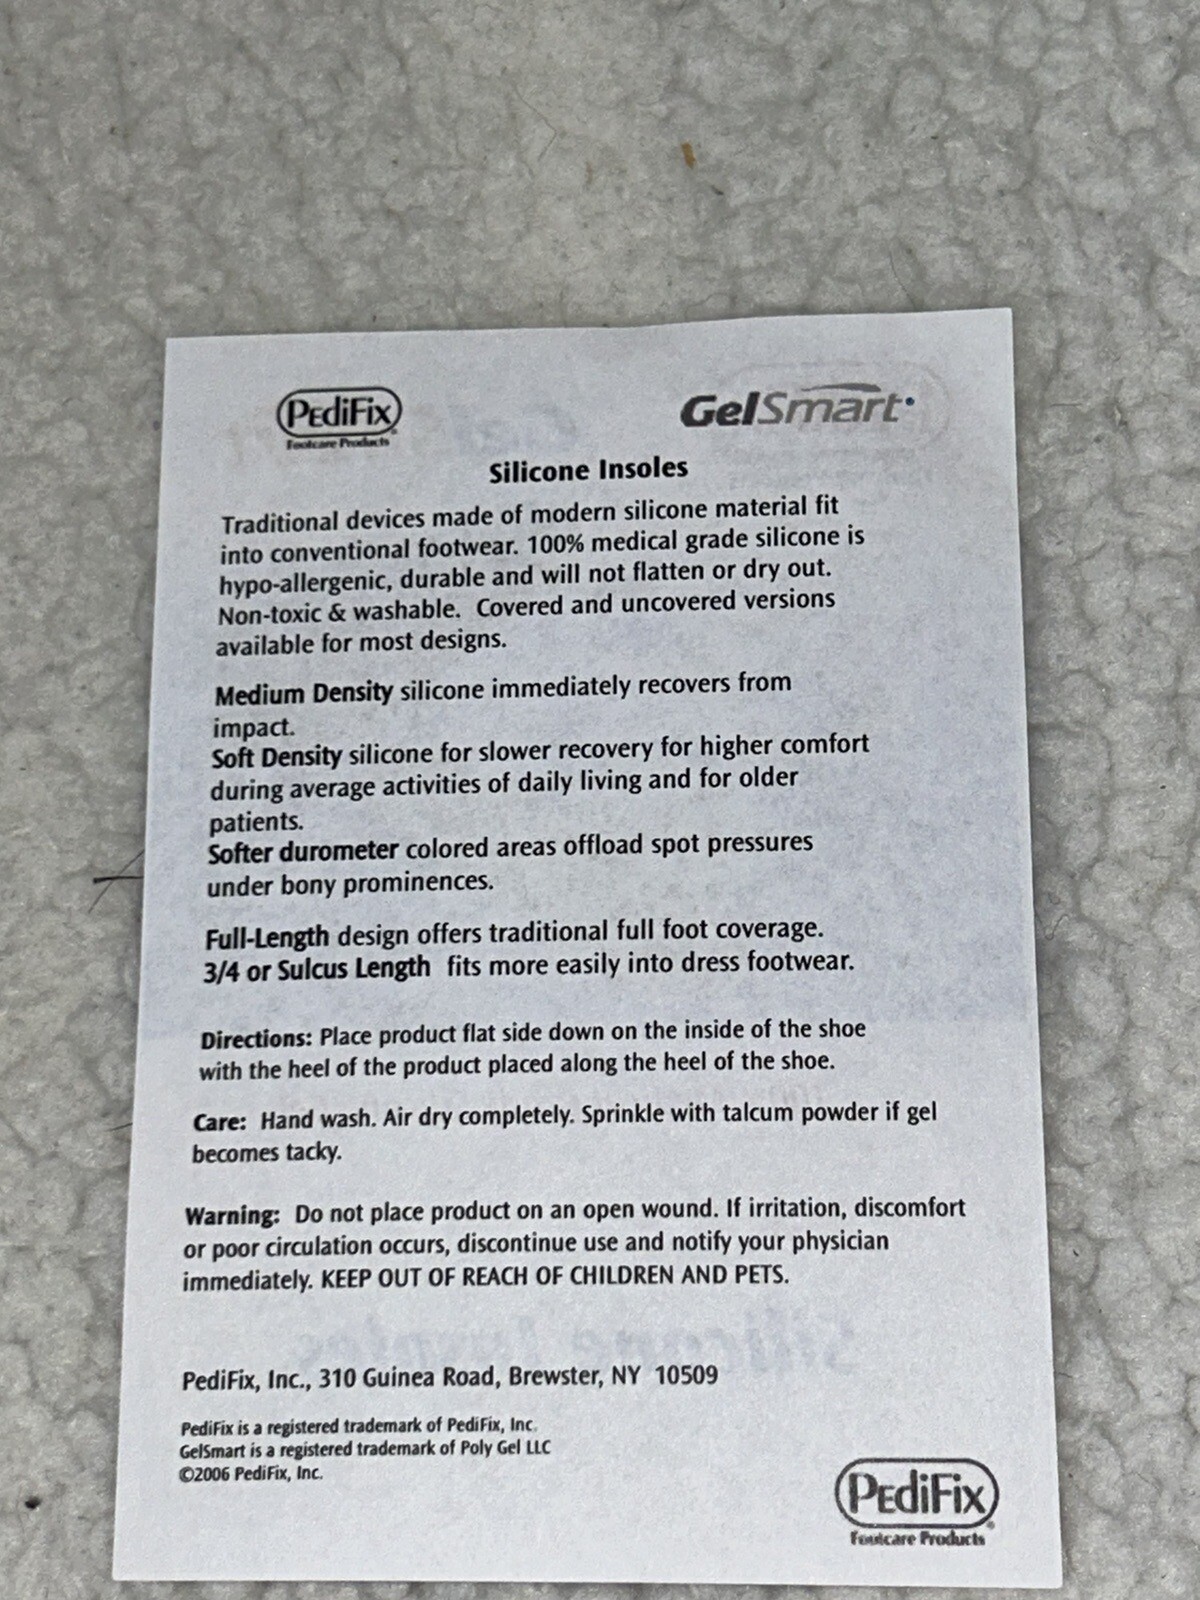 PediFix
Footcare Products
GelSmart
Silicone Insoles
Traditional devices made of modern silicone material fit
into conventional footwear. 100% medical grade silicone is
hypo-allergenic, durable and will not flatten or dry out.
Non-toxic & washable. Covered and uncovered versions
available for most designs.
Medium Density silicone immediately recovers from
impact.
Soft Density silicone for slower recovery for higher comfort
during average activities of daily living and for older
patients.
Softer durometer colored areas offload spot pressures
under bony prominences.
Full-Length design offers traditional full foot coverage.
3/4 or Sulcus Length fits more easily into dress footwear.
Directions: Place product flat side down on the inside of the shoe
with the heel of the product placed along the heel of the shoe.
Care: Hand wash. Air dry completely. Sprinkle with talcum powder if gel
becomes tacky.
Warning: Do not place product on an open wound. If irritation, discomfort
or poor circulation occurs, discontinue use and notify your physician
immediately. KEEP OUT OF REACH OF CHILDREN AND PETS.
PediFix, Inc., 310 Guinea Road, Brewster, NY 10509
PediFix is a registered trademark of PediFix, Inc.
GelSmart is a registered trademark of Poly Gel LLC
©2006 PediFix, Inc.
PediFix®
Footcare Products